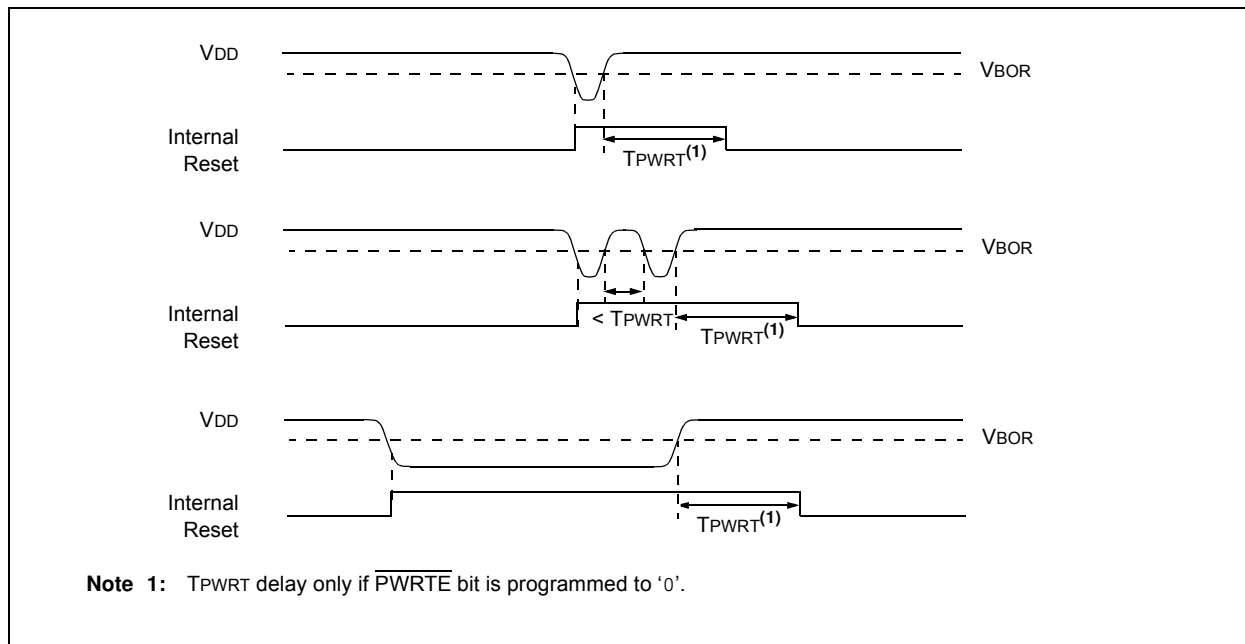 VDD
VBOR
Internal
Reset
TPWRT(1)
VDD
VBOR
Internal
Reset
< TPWRT
TPWRT(1)
VDD
VBOR
Internal
Reset
TPWRT(1)
Note 1: TPWRT delay only if PWRTE bit is programmed to ‘0’.